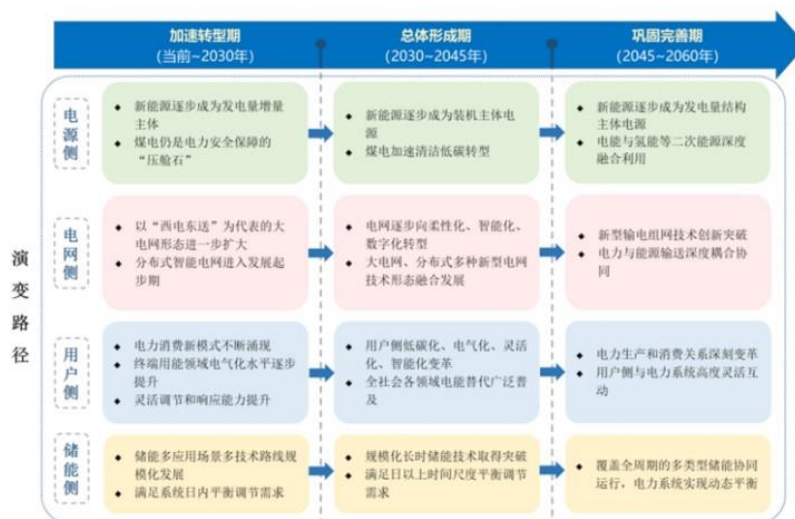 加速转型期
(当前~2030年)
总体形成期
(2030~2045年)
巩固完善期
(2045~2060年)
演变路径
电源侧
新能源逐步成为发电量增量
主体
煤电仍是电力安全保障的
“压舱石”
新能源逐步成为装机主体电
源
煤电加速清洁低碳转型
新能源逐步成为发电量结构
主体电源
电能与氢能等二次能源深度
融合利用
电网侧
以“西电东送”为代表的大
电网形态进一步扩大
分布式智能电网进入发展起
步期
电网逐步向柔性化、智能化、
数字化转型
大电网、分布式多种新型电网
技术形态融合发展
新型输电组网技术创新突破
电力与能源输送深度耦合协
同
用户侧
电力消费新模式不断涌现
终端用能领域电气化水平逐步
提升
灵活调节和响应能力提升
用户侧低碳化、电气化、灵活
化、智能化变革
全社会各领域电能替代广泛普
及
电力生产和消费关系深刻变革
用户侧与电力系统高度灵活互
动
储能侧
储能多应用场景多技术路线规
模化发展
满足系统日内平衡调节需求
规模化长时储能技术取得突破
满足日以上时间尺度平衡调节
需求
覆盖全周期的多类型储能协同
运行，电力系统实现动态平衡